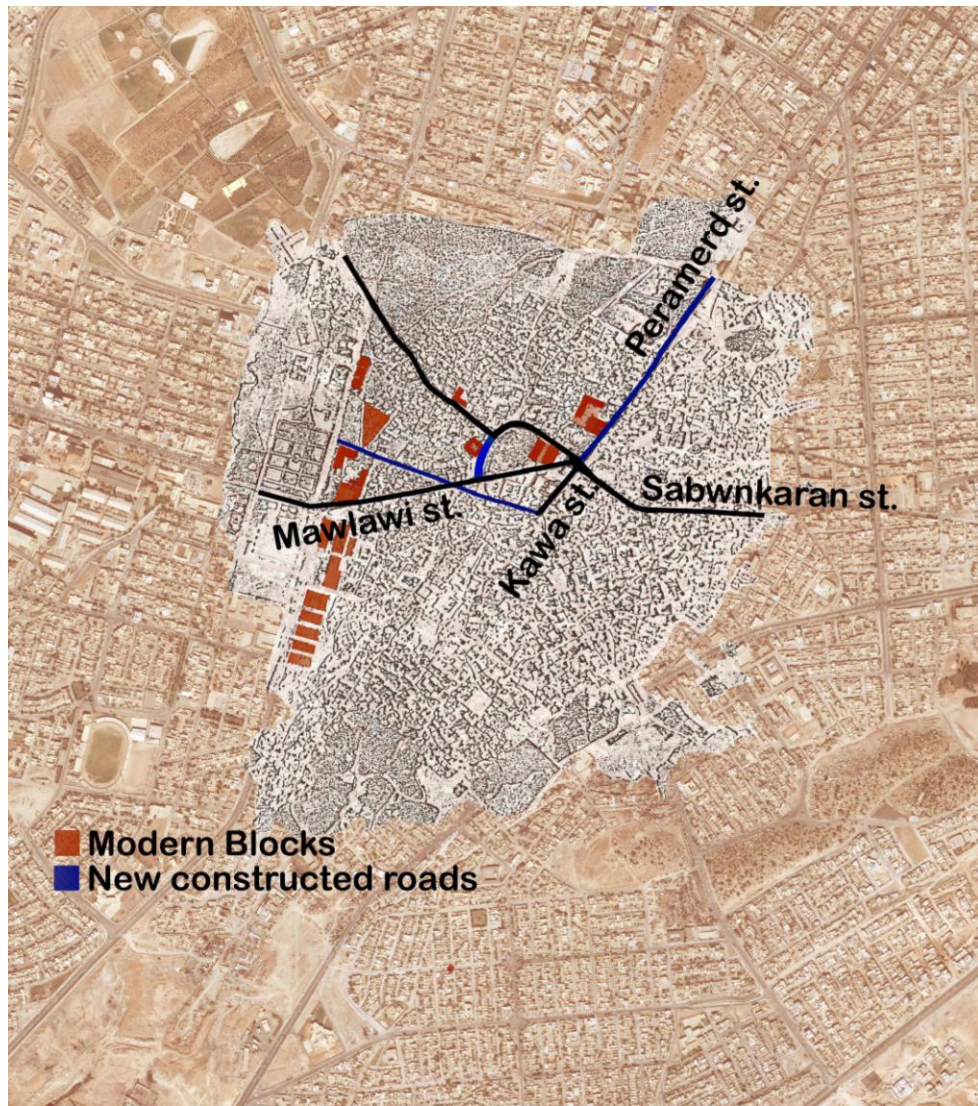 Peramerd st.
Sabwnkaran st.
Mawlawi st.
Kawa st.
Modern Blocks
New constructed roads